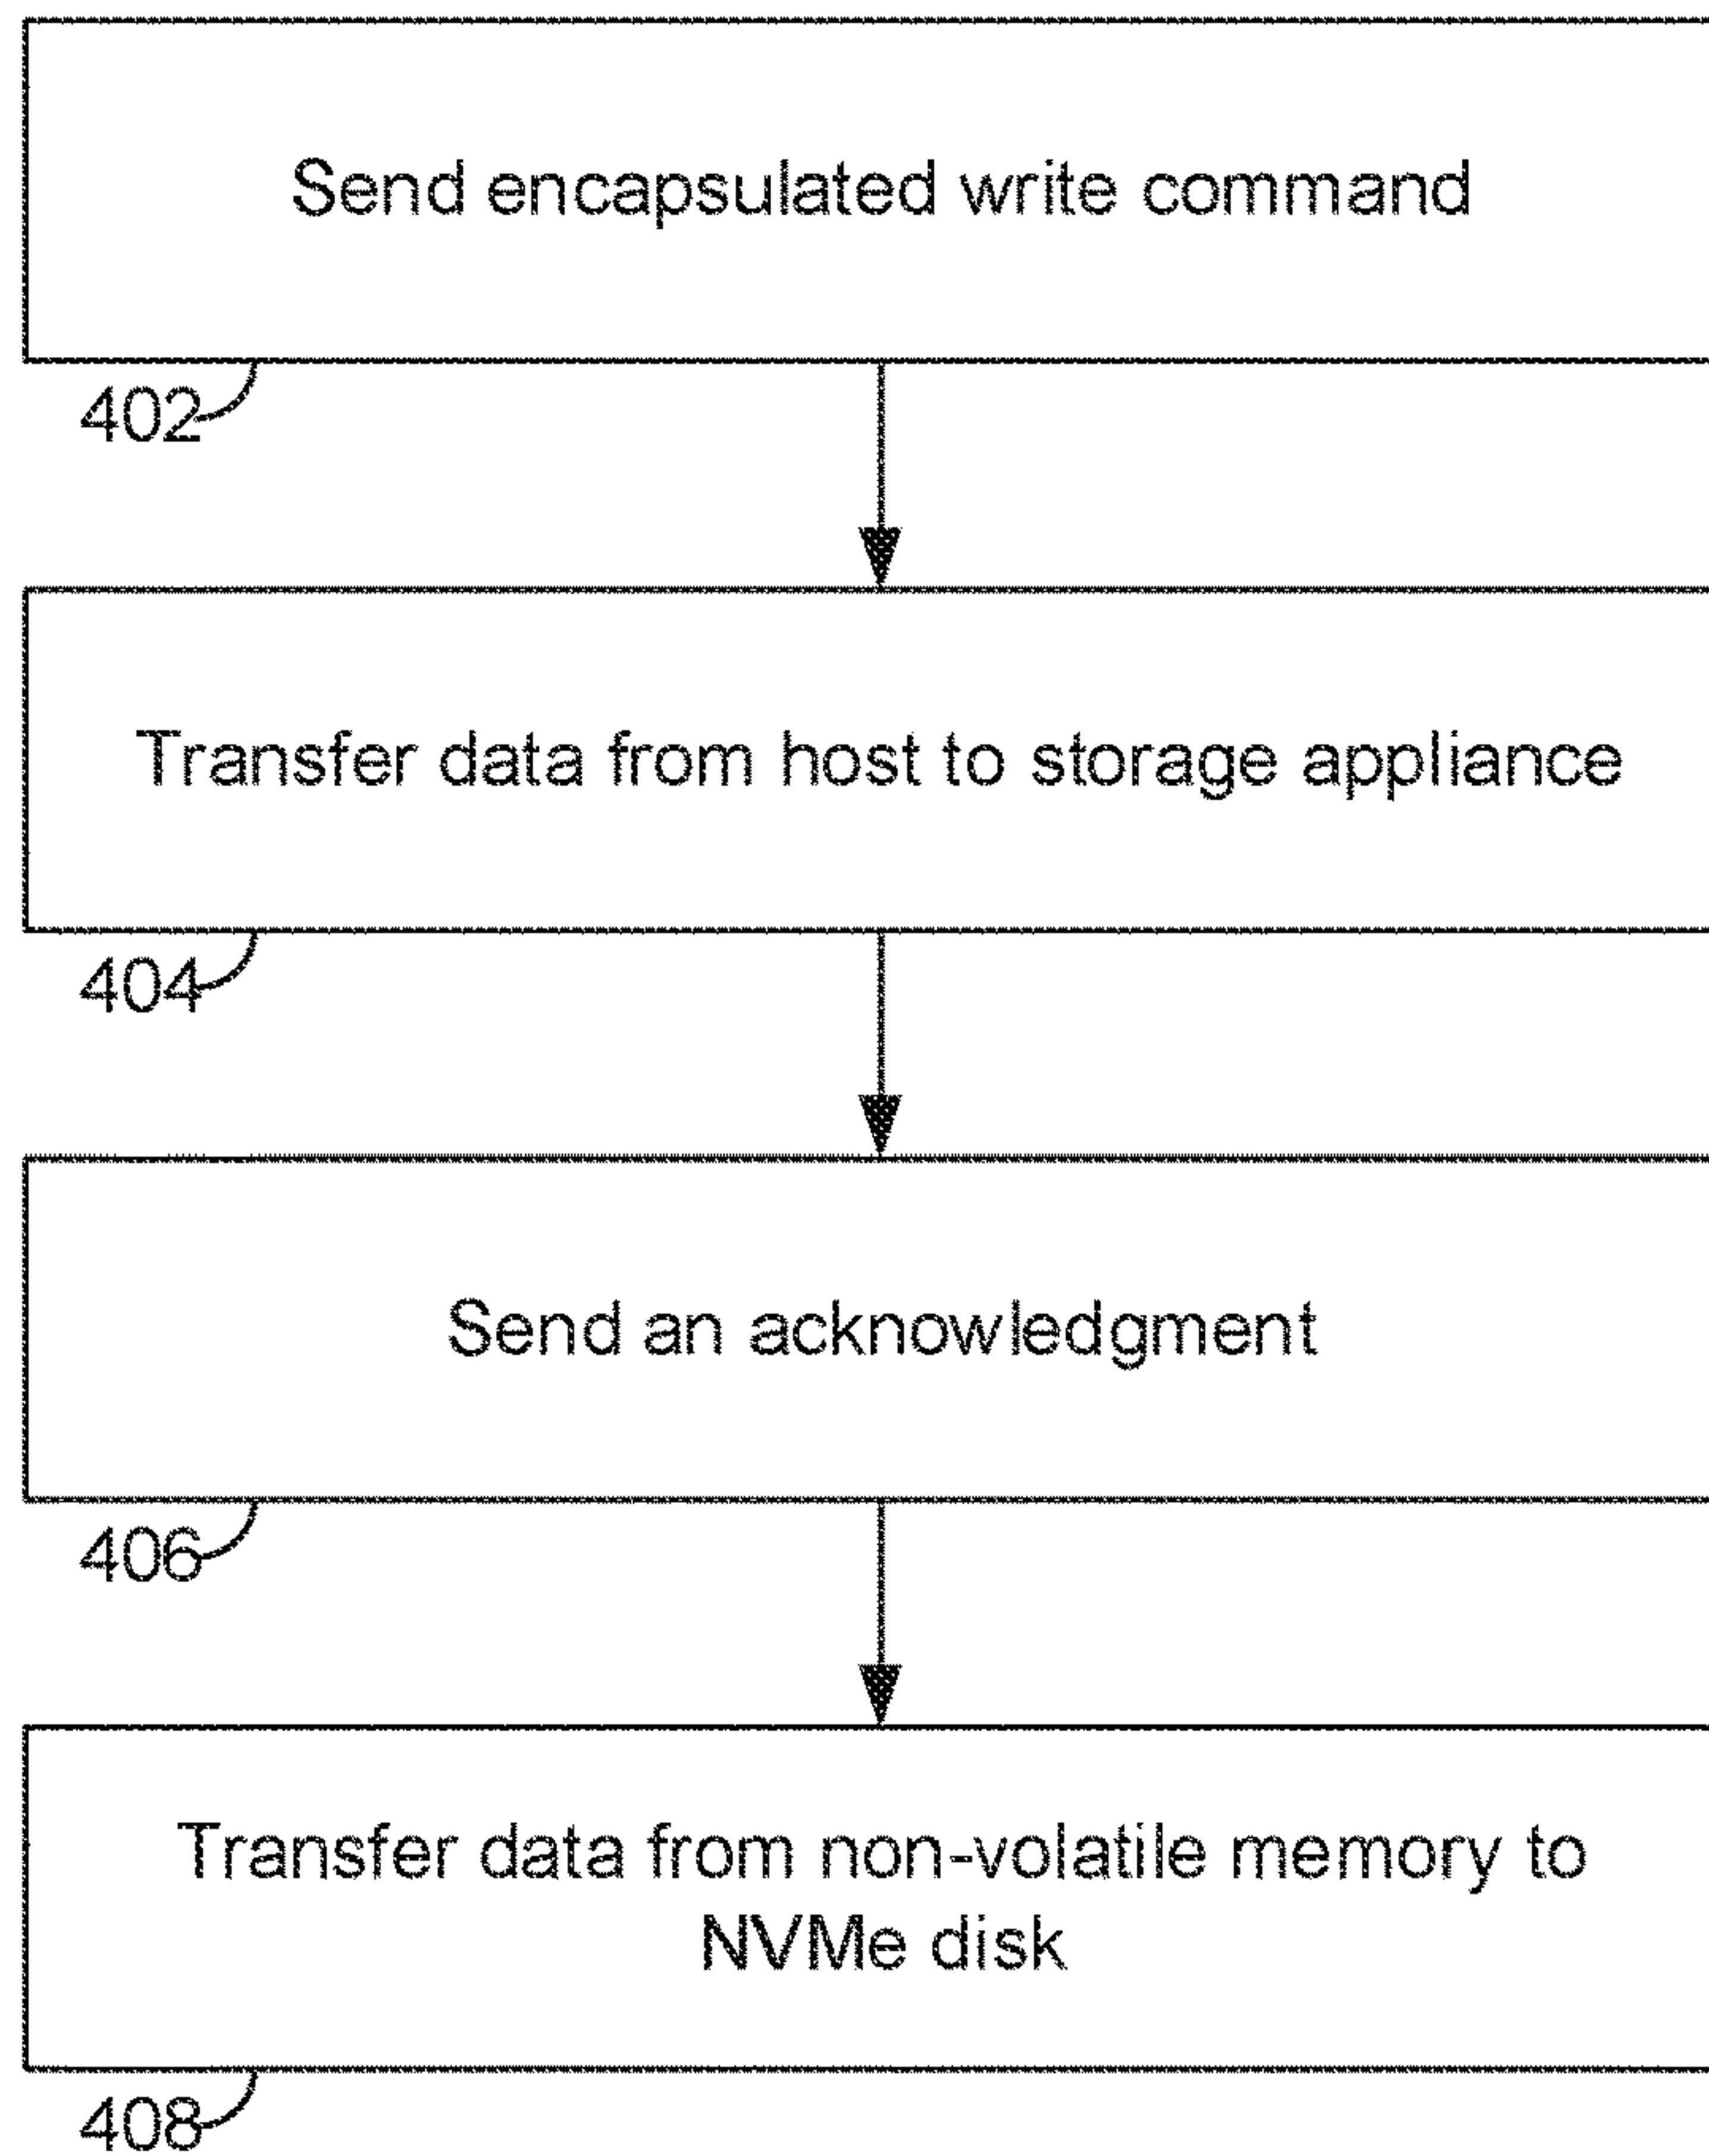 Send encapsulated write command
402
Transfer data from host to storage appliance
404
Send an acknowledgment
406
Transfer data from non-volatile memory to
NVMe disk
408